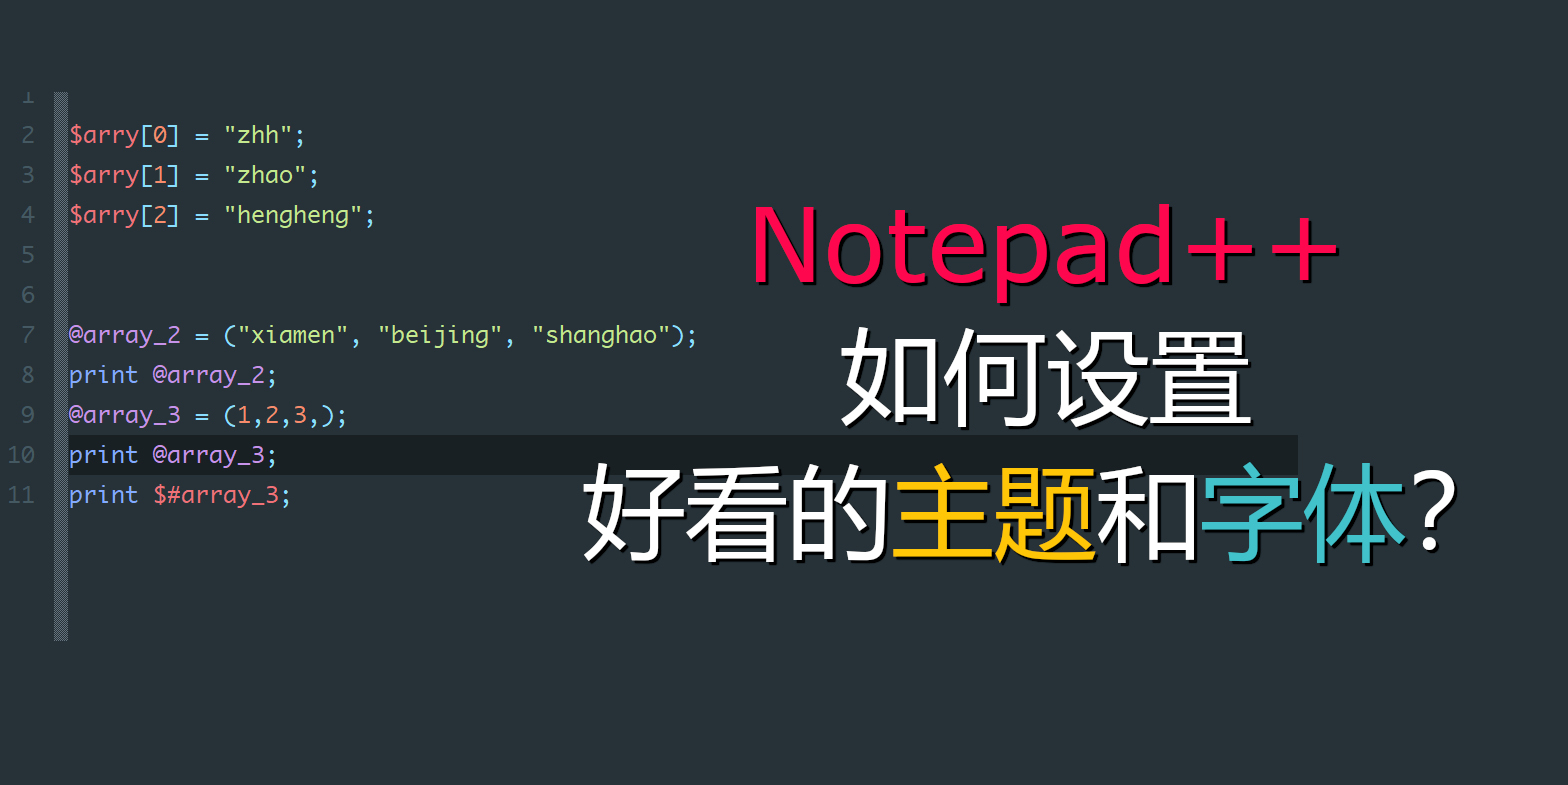 1
2 $arry[0] = "zhh";
3 $arry[1] = "zhao";
4 $arry[2] = "hengheng";
5
6
7 @array_2 = ("xiamen", "beijing", "shanghao");
8 print @array_2;
9 @array_3 = (1,2,3,);
10 print @array_3;
11 print $#array_3;
Notepad++
如何设置
好看的主题和字体?